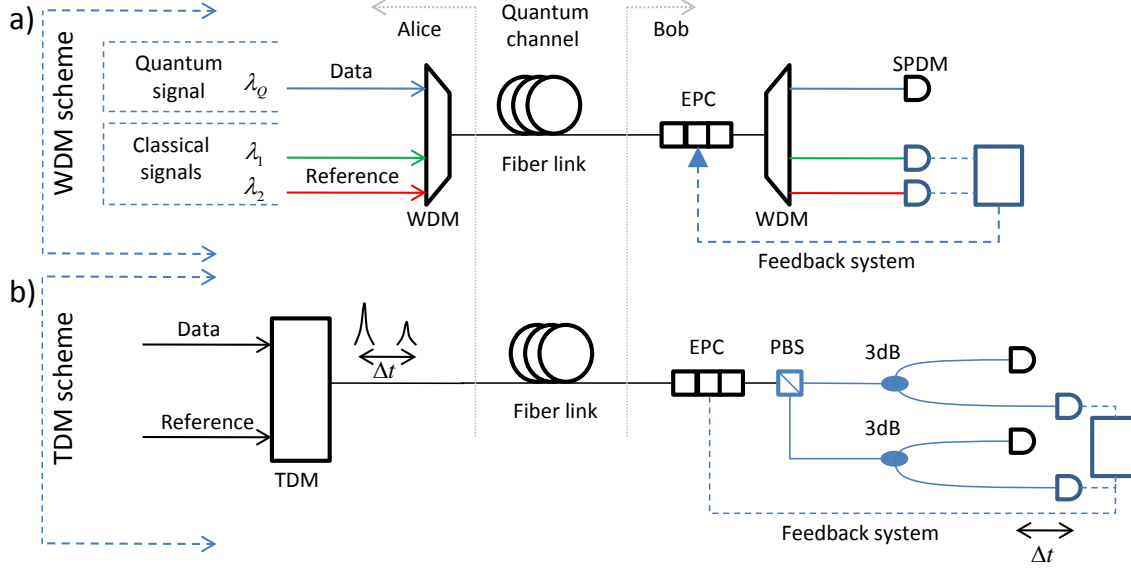 a)
WDM scheme
Alice
Quantum
channel
Bob
Quantum
signal
λQ
Data
Classical
signals
λ1
λ2
Reference
WDM
Fiber link
EPC
WDM
SPDM
Feedback system
b)
TDM scheme
Data
Reference
TDM
Δt
Fiber link
EPC
PBS
3dB
3dB
Feedback system
Δt